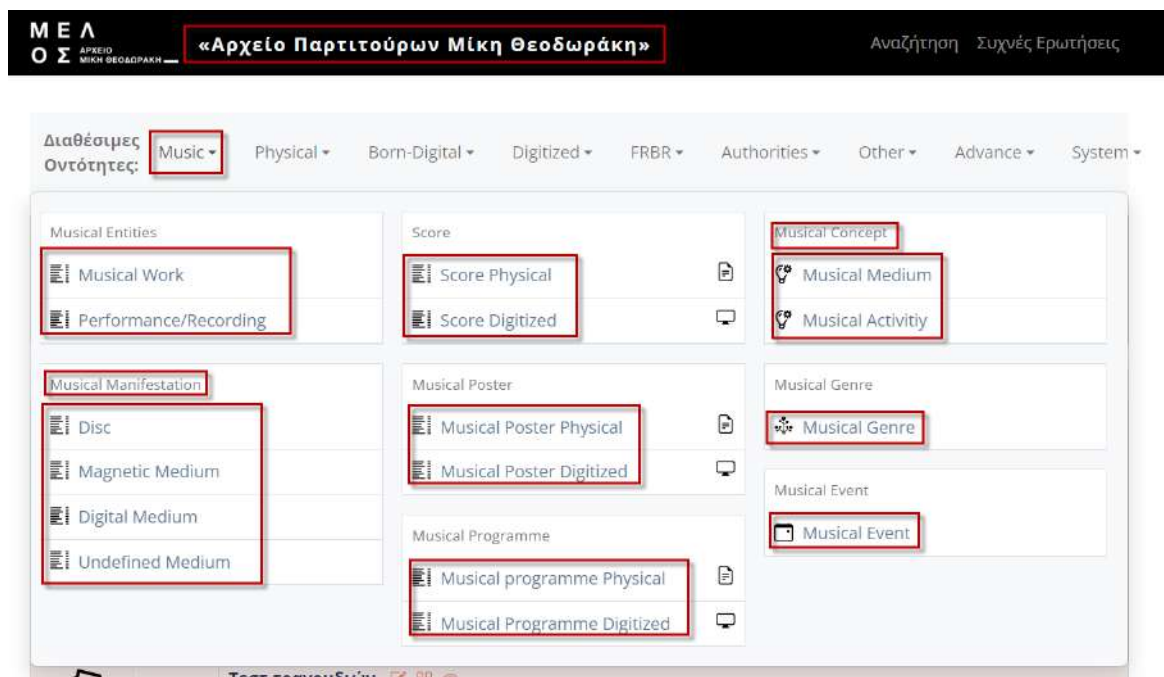 ΜΕΛ
ΟΣ ΑΡΧΕΙΟ
ΜΙΚΗ ΘΕΟΔΩΡΑΚΗ
«Αρχείο Παρτιτούρων Μίκη Θεοδωράκη»
Αναζήτηση Συχνές Ερωτήσεις
Διαθέσιμες
Οντότητες:
Music Physical Born-Digital Digitized FRBR Authorities Other Advance System
Musical Entities
Musical Work
Performance/Recording
Musical Manifestation
Disc
Magnetic Medium
Digital Medium
Undefined Medium
Score
Score Physical
Score Digitized
Musical Poster
Musical Poster Physical
Musical Poster Digitized
Musical Programme
Musical programme Physical
Musical Programme Digitized
Musical Concept
Musical Medium
Musical Activitiy
Musical Genre
Musical Genre
Musical Event
Musical Event
Τεστ τραγουδιών